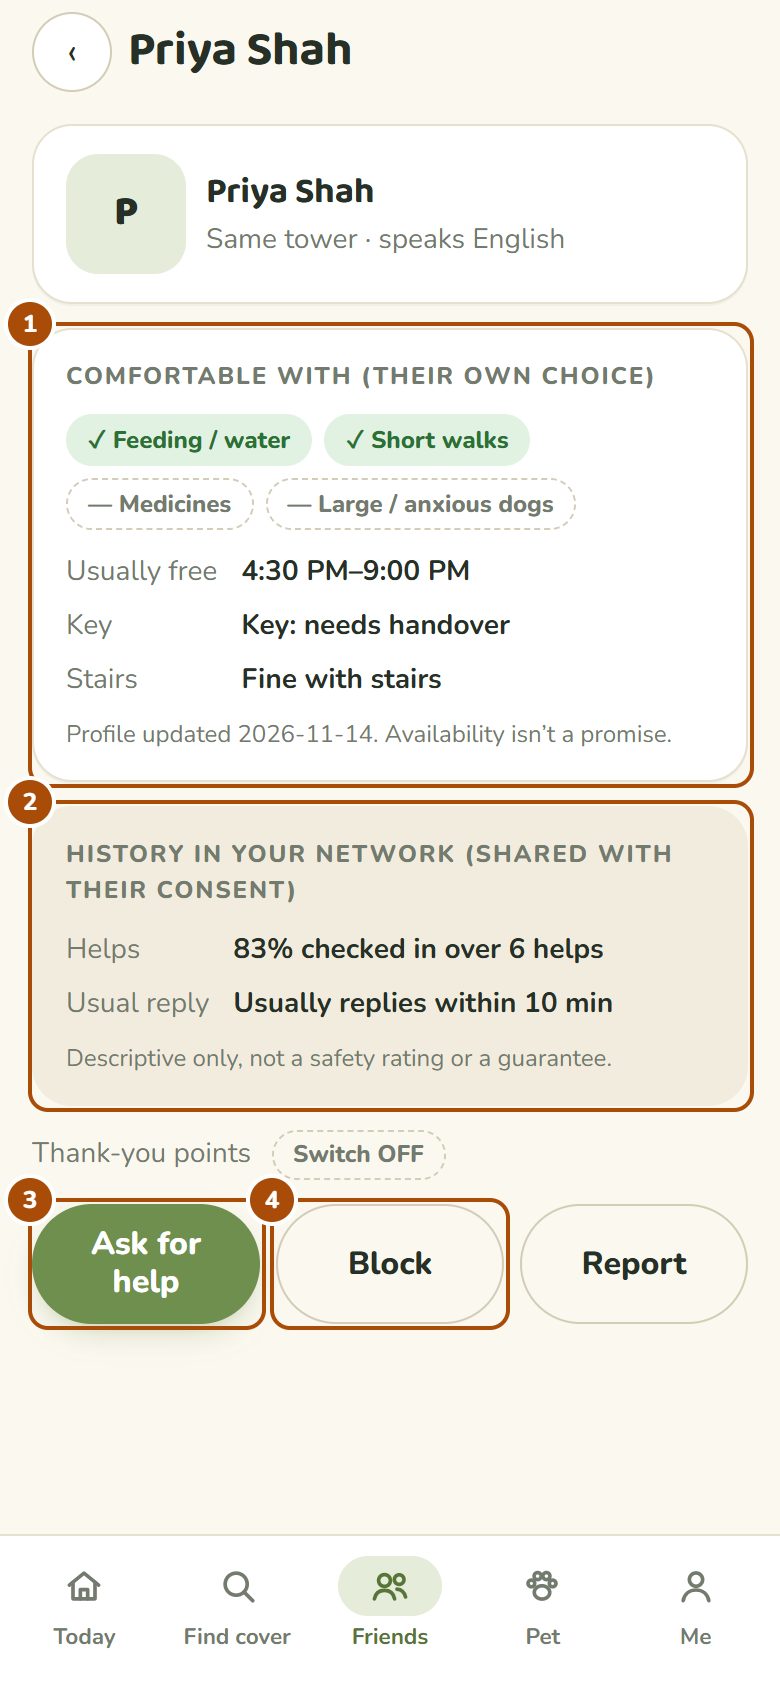 ‹ Priya Shah
P
Priya Shah
Same tower · speaks English
1
COMFORTABLE WITH (THEIR OWN CHOICE)
✓ Feeding / water ✓ Short walks
— Medicines — Large / anxious dogs
Usually free 4:30 PM–9:00 PM
Key Key: needs handover
Stairs Fine with stairs
Profile updated 2026-11-14. Availability isn’t a promise.
2
HISTORY IN YOUR NETWORK (SHARED WITH
THEIR CONSENT)
Helps 83% checked in over 6 helps
Usual reply Usually replies within 10 min
Descriptive only, not a safety rating or a guarantee.
Thank-you points Switch OFF
3 4
Ask for
help
Block
Report
Today Find cover Friends Pet Me